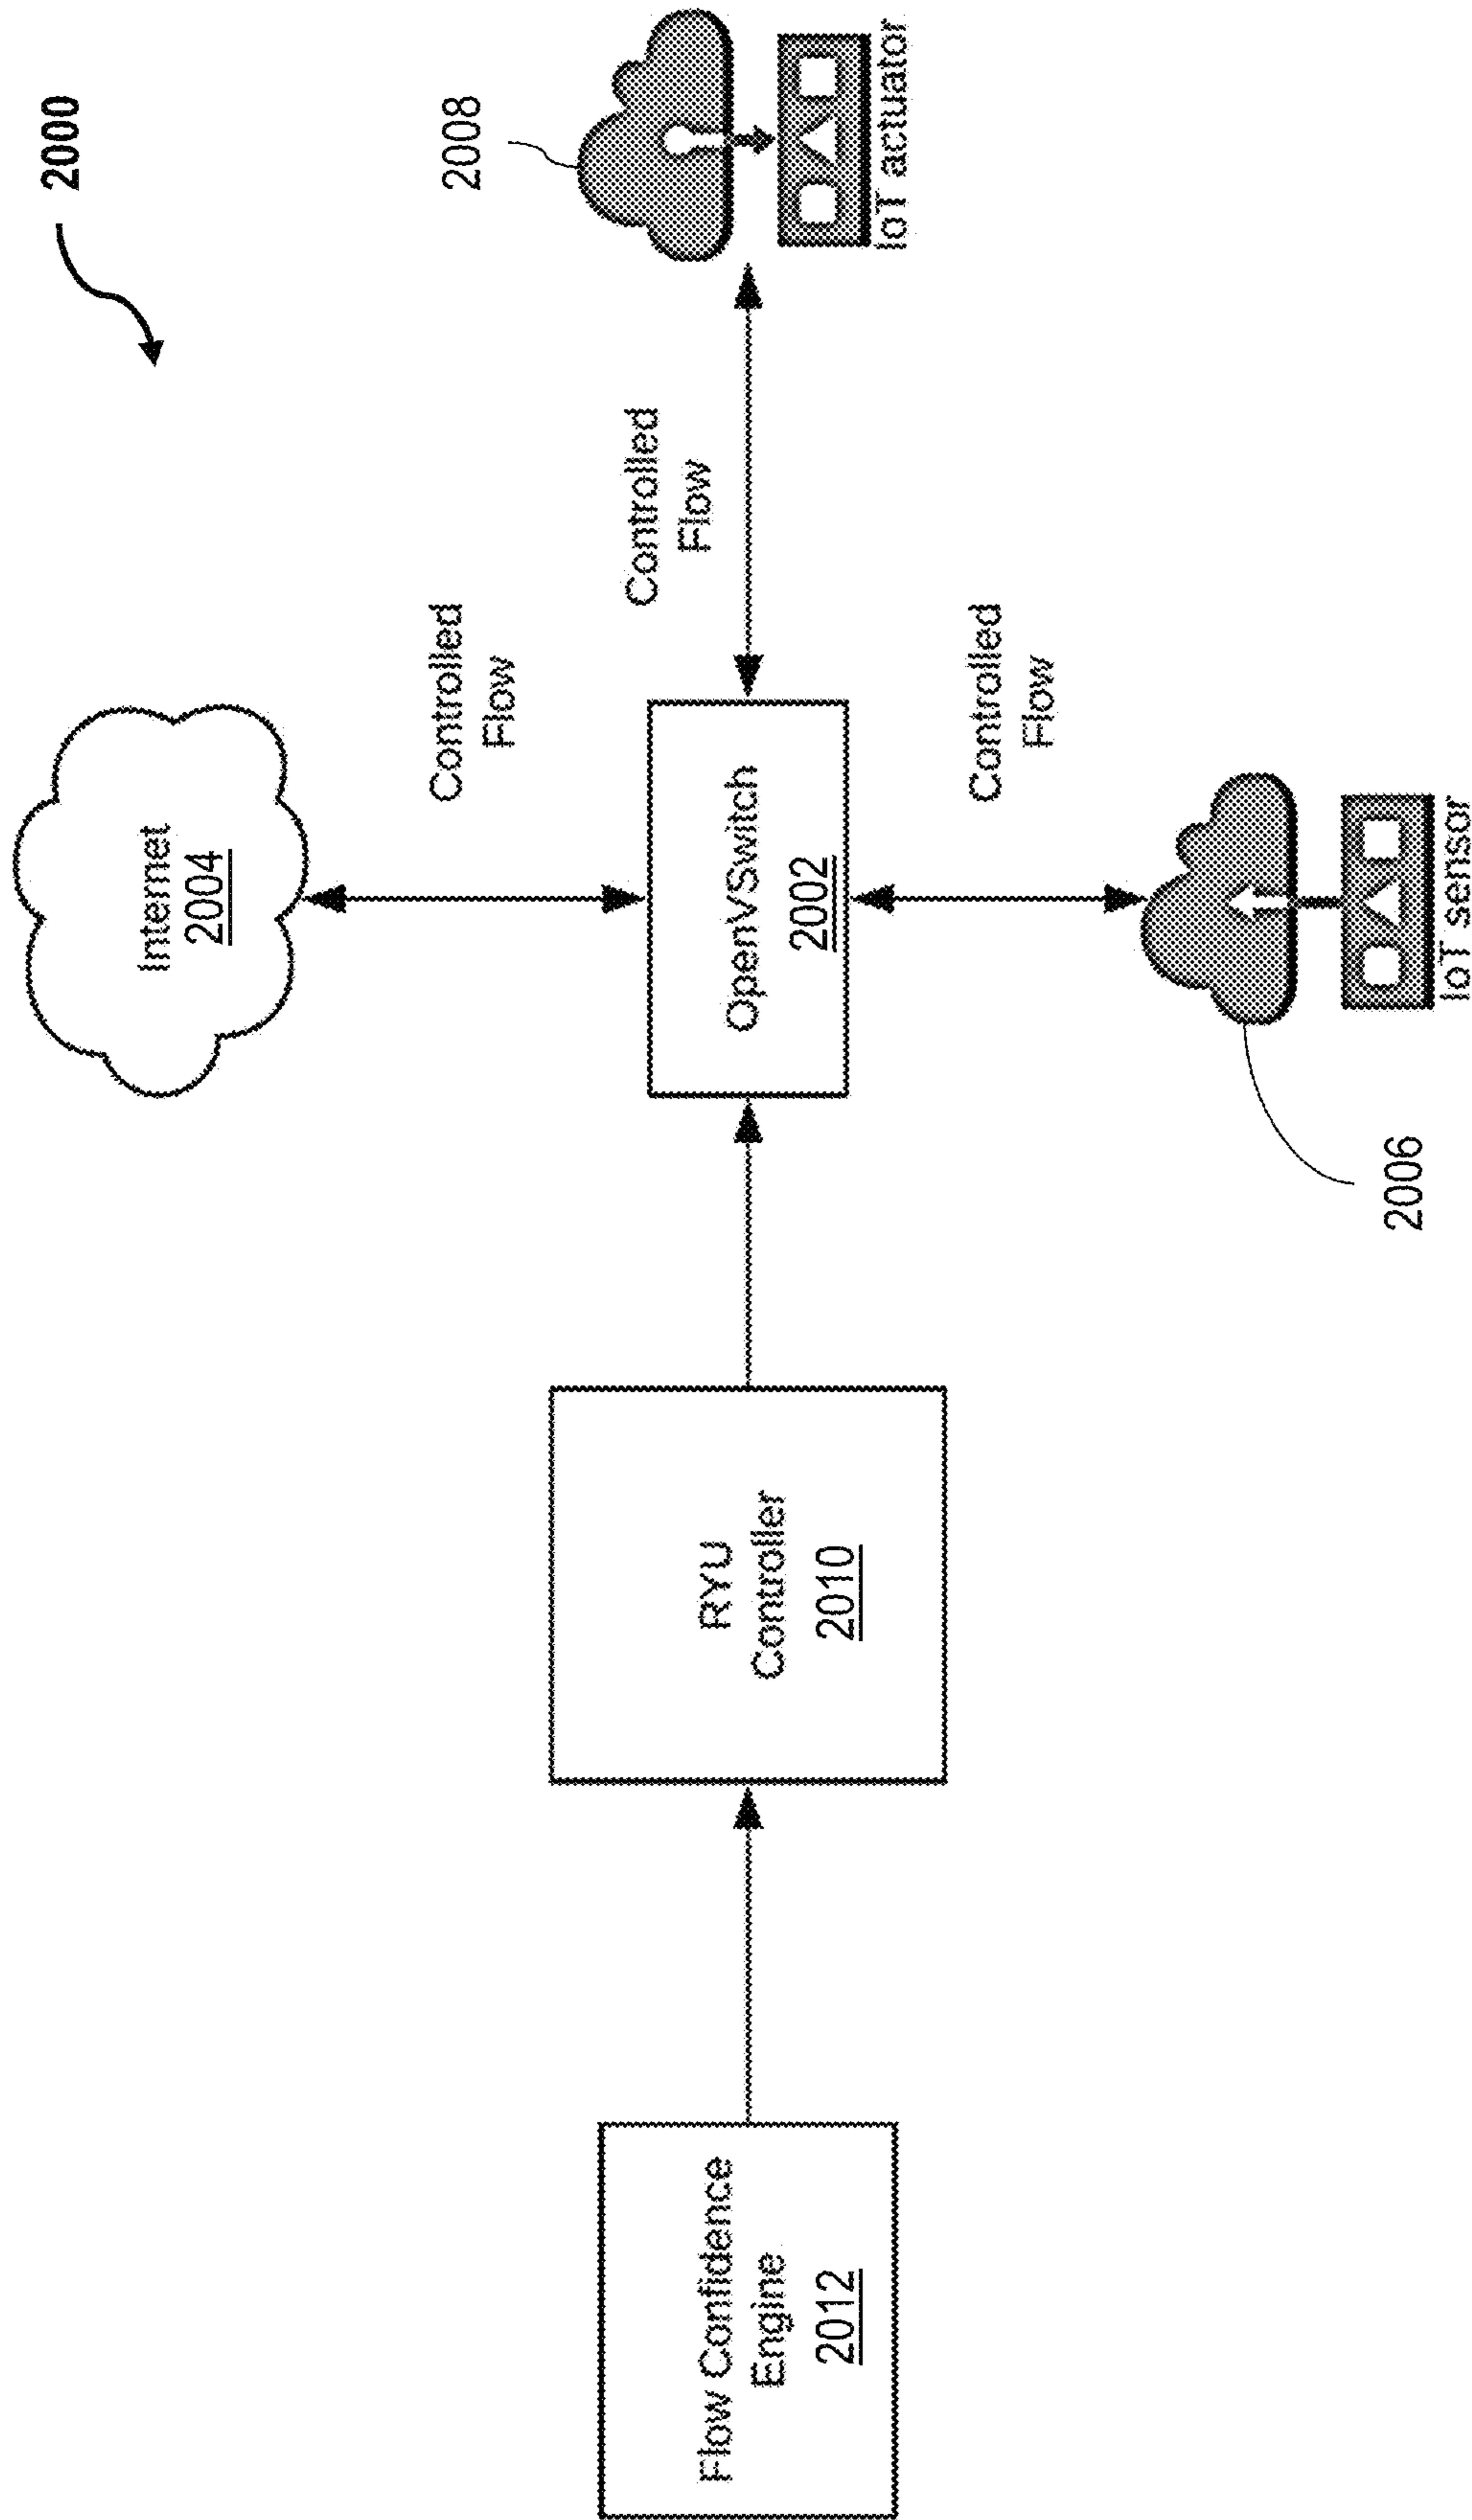 2000
Internet
2004
Controlled
Flow
Controlled
Flow
2008
IoT actuator
Flow Confidence
Engine
2012
RYU
Controller
2010
OpenVSwitch
2002
Controlled
Flow
2006
IoT sensor